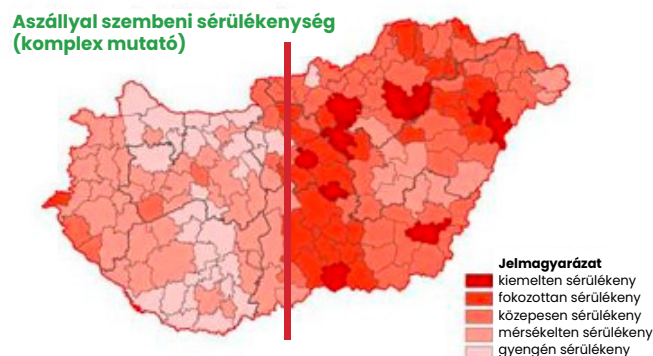 Aszállyal szembeni sérülékenység
(komplex mutató)
Jelmagyarázat
kiemelten sérülékeny
fokozottan sérülékeny
közepesen sérülékeny
mérsékelten sérülékeny
gyengén sérülékeny